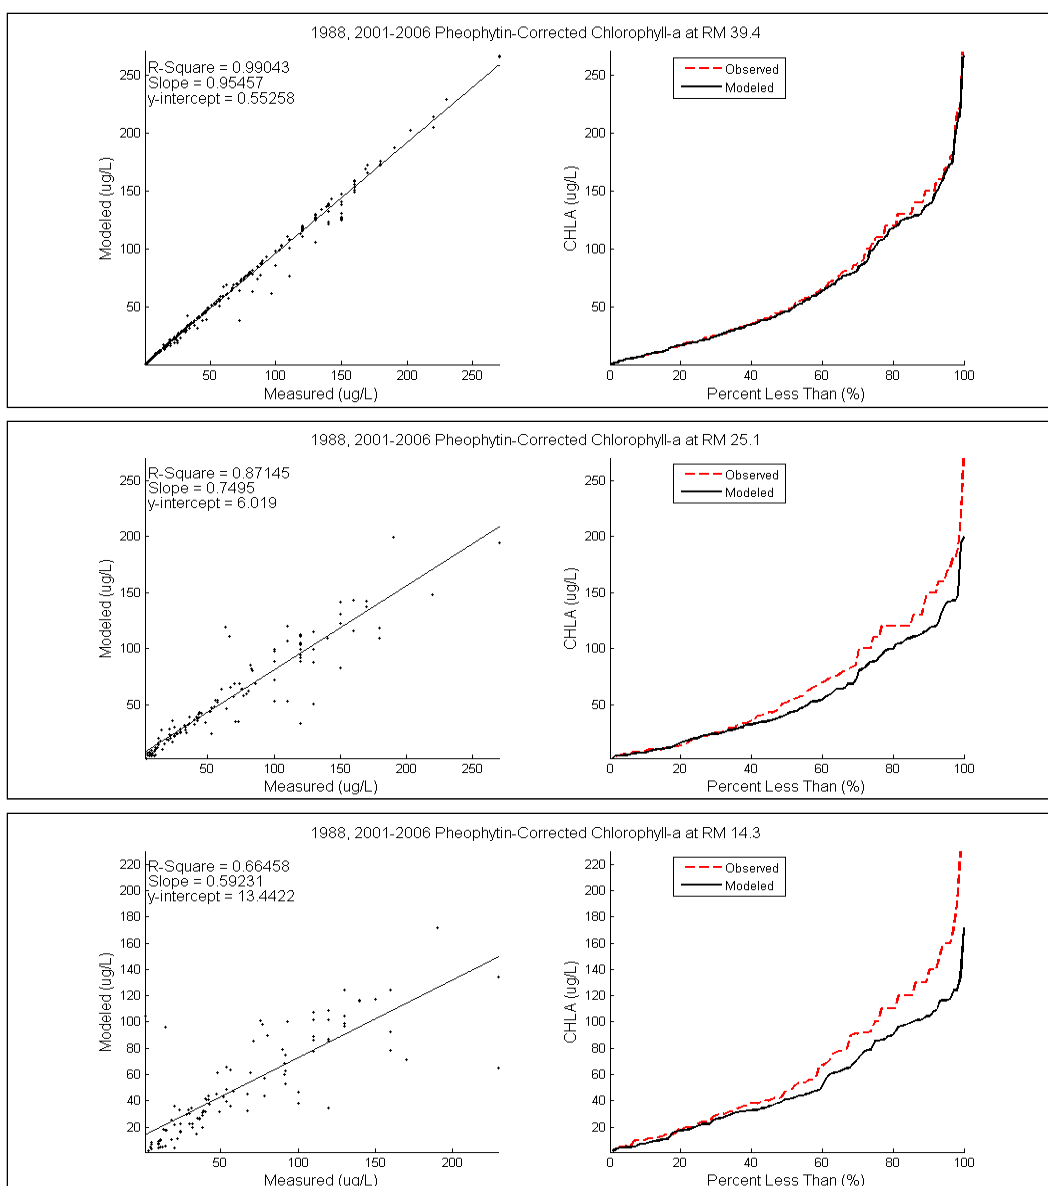 1988, 2001-2006 Pheophytin-Corrected Chlorophyll-a at RM 39.4
R-Square = 0.99043
Slope = 0.95457
y-intercept = 0.55258
Modeled (ug/L)
250
200
150
100
50
50 100 150 200 250
Measured (ug/L)
Observed
Modeled
CHLA (ug/L)
250
200
150
100
50
0 20 40 60 80 100
Percent Less Than (%)
1988, 2001-2006 Pheophytin-Corrected Chlorophyll-a at RM 25.1
R-Square = 0.87145
Slope = 0.7495
y-intercept = 6.019
Modeled (ug/L)
250
200
150
100
50
50 100 150 200 250
Measured (ug/L)
Observed
Modeled
CHLA (ug/L)
250
200
150
100
50
0 20 40 60 80 100
Percent Less Than (%)
1988, 2001-2006 Pheophytin-Corrected Chlorophyll-a at RM 14.3
R-Square = 0.66458
Slope = 0.59231
y-intercept = 13.4422
Modeled (ug/L)
220
200
180
160
140
120
100
80
60
40
20
50 100 150 200
Measured (ug/L)
Observed
Modeled
CHLA (ug/L)
220
200
180
160
140
120
100
80
60
40
20
0 20 40 60 80 100
Percent Less Than (%)